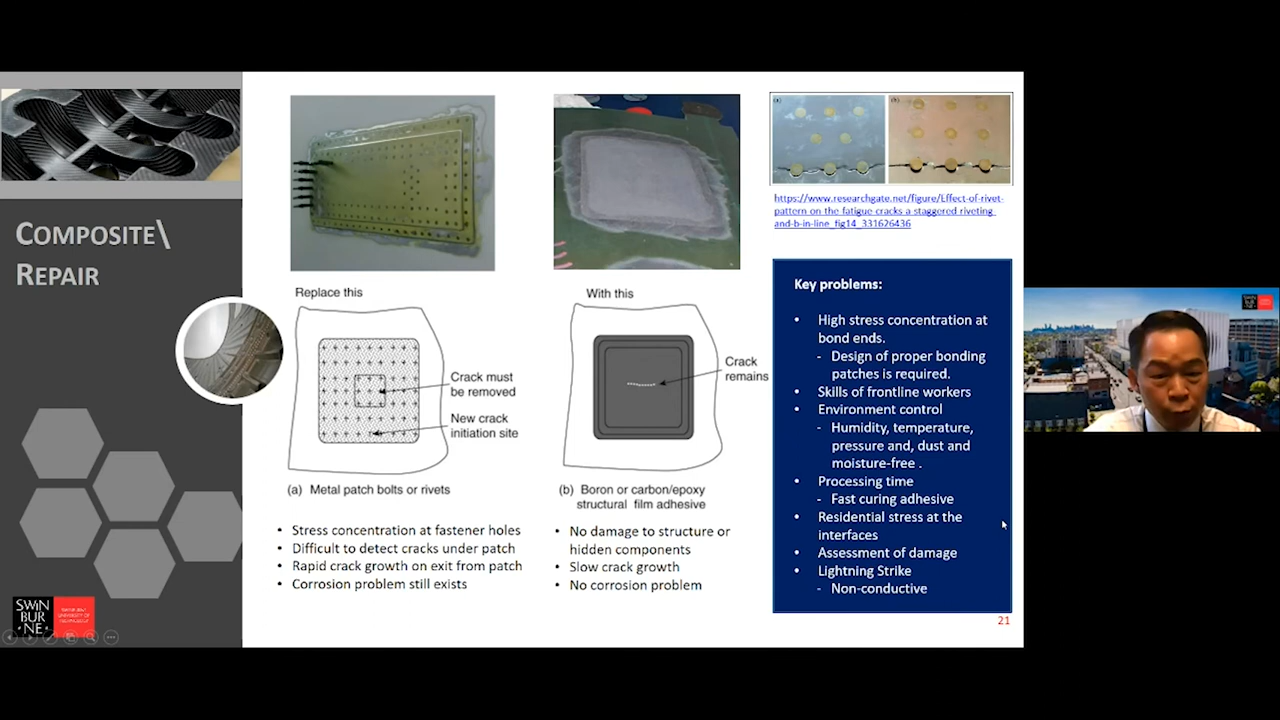 COMPOSITE\
REPAIR
(a)
(b)
https://www.researchgate.net/figure/Effect-of-rivet-
pattern on the fatigue cracks a staggered riveting
and-b-in-line_fig14_331626436
Replace this
Crack must
be removed
New crack
initiation site
(a) Metal patch bolts or rivets
• Stress concentration at fastener holes
• Difficult to detect cracks under patch
• Rapid crack growth on exit from patch
• Corrosion problem still exists
With this
Crack
remains
(b) Boron or carbon/epoxy
structural film adhesive
• No damage to structure or
hidden components
• Slow crack growth
• No corrosion problem
Key problems:
• High stress concentration at
bond ends.
- Design of proper bonding
patches is required.
• Skills of frontline workers
• Environment control
- Humidity, temperature,
pressure and, dust and
moisture-free .
• Processing time
- Fast curing adhesive
• Residential stress at the
interfaces
• Assessment of damage
• Lightning Strike
- Non-conductive
21
SWIN
BUR
NE
SWINBURNE
UNIVERSITY OF
TECHNOLOGY